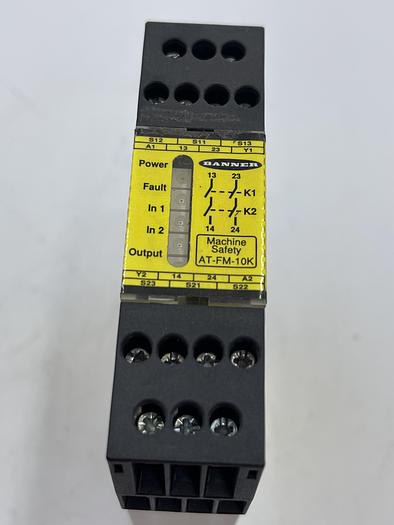 S12 S11 S13
A1 13 23 Y1
Power BANNER
13 23
Fault K1
In 1
K2
In 2
14 24
Output Machine Safety AT-FM-10K
Y2 14 24 A2
S23 S21 S22